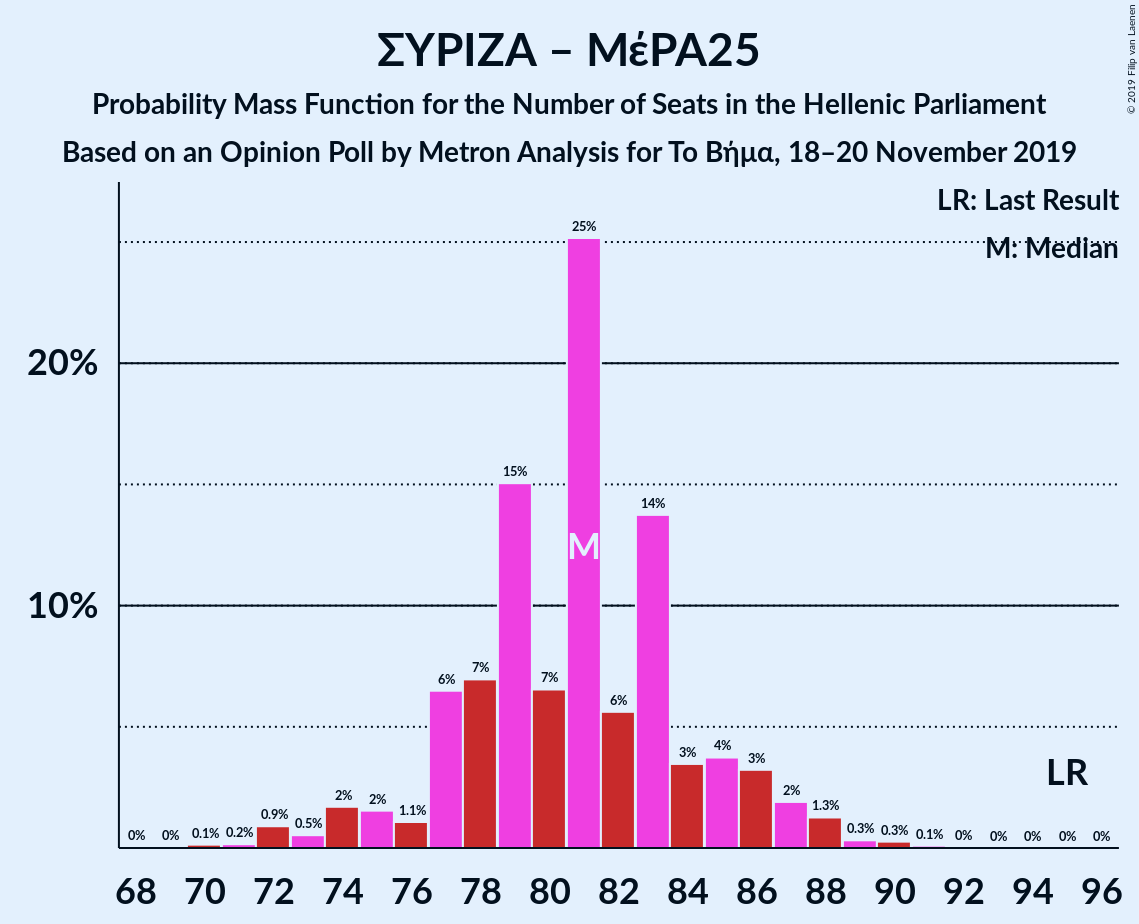 ΣΥΡΙΖΑ – ΜέΡΑ25
Probability Mass Function for the Number of Seats in the Hellenic Parliament
Based on an Opinion Poll by Metron Analysis for Το Βήμα, 18–20 November 2019
© 2019 Filip van Laenen
LR: Last Result
M: Median
20%
10%
0% 0% 0.1% 0.2% 0.9% 0.5% 2% 2% 1.1% 6% 7% 15% 7% 25% 6% 14% 3% 4% 3% 2% 1.3% 0.3% 0.3% 0.1% 0% 0% 0% 0% 0%
M
LR
68 70 72 74 76 78 80 82 84 86 88 90 92 94 96